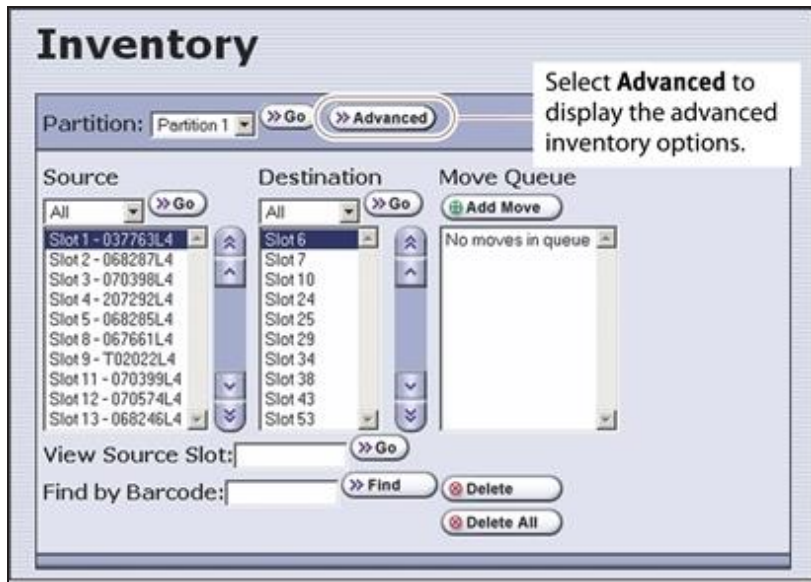 Inventory
Select Advanced to
display the advanced
inventory options.
Partition: Partition 1 Go Advanced
Source
All Go
Slot 1 - 037763L4
Slot 2 - 068287L4
Slot 3 - 070398L4
Slot 4 - 207292L4
Slot 5 - 068285L4
Slot 8 - 067661L4
Slot 9 - T02022L4
Slot 11 - 070399L4
Slot 12 - 070574L4
Slot 13 - 068246L4
Destination
All Go
Slot 6
Slot 7
Slot 10
Slot 24
Slot 25
Slot 29
Slot 34
Slot 38
Slot 43
Slot 53
Move Queue
Add Move
No moves in queue
View Source Slot: Go
Find by Barcode: Find
Delete
Delete All